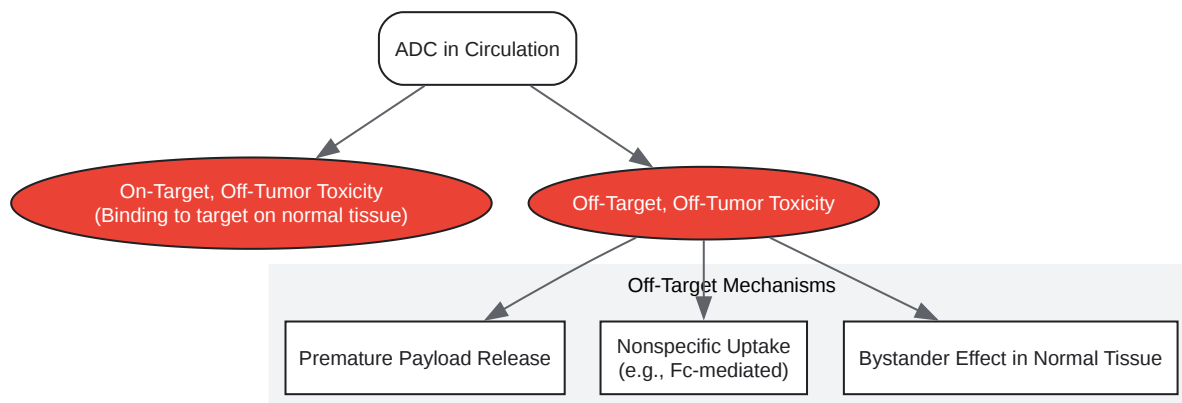 ADC in Circulation
On-Target, Off-Tumor Toxicity
(Binding to target on normal tissue)
Off-Target, Off-Tumor Toxicity
Off-Target Mechanisms
Premature Payload Release
Nonspecific Uptake
(e.g., Fc-mediated)
Bystander Effect in Normal Tissue